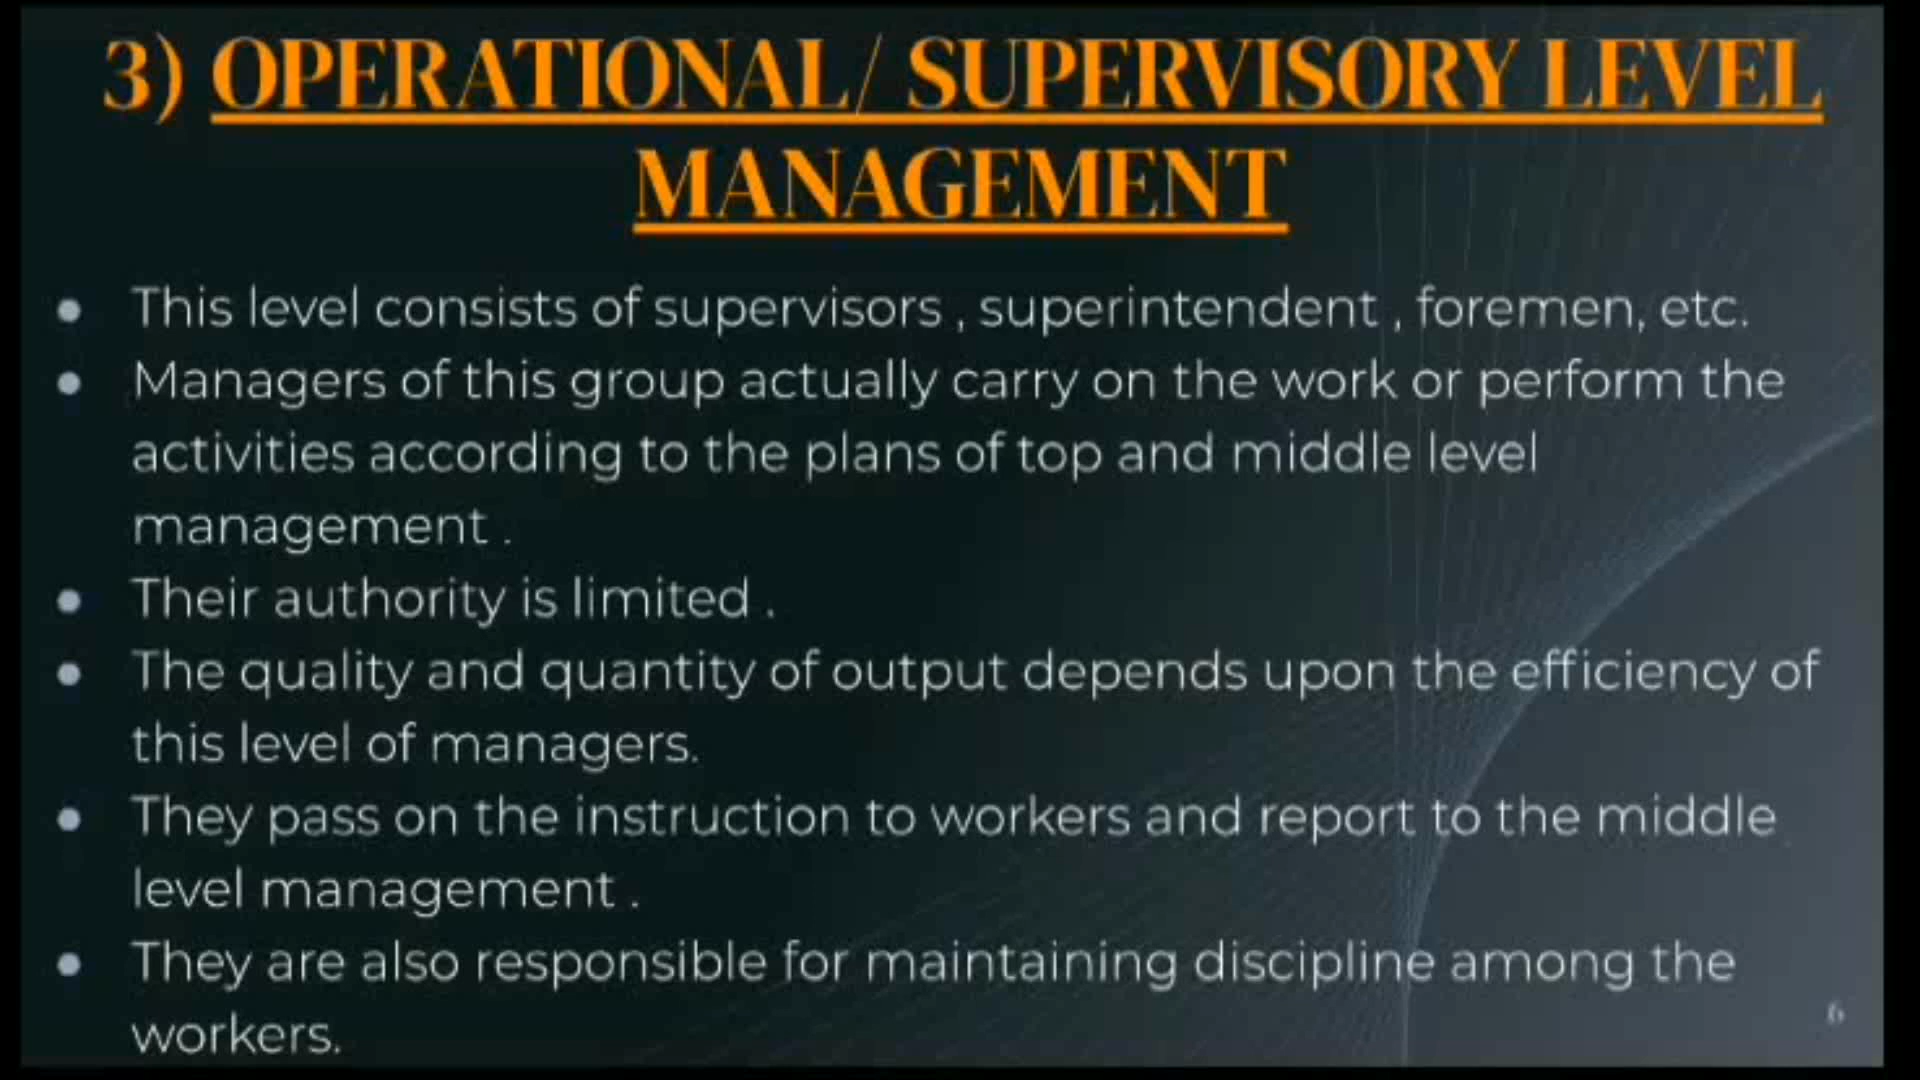 3) OPERATIONAL/ SUPERVISORY LEVEL
MANAGEMENT
• This level consists of supervisors , superintendent , foremen, etc.
• Managers of this group actually carry on the work or perform the
activities according to the plans of top and middle level
management .
• Their authority is limited .
• The quality and quantity of output depends upon the efficiency of
this level of managers.
• They pass on the instruction to workers and report to the middle
level management .
• They are also responsible for maintaining discipline among the
workers.
6